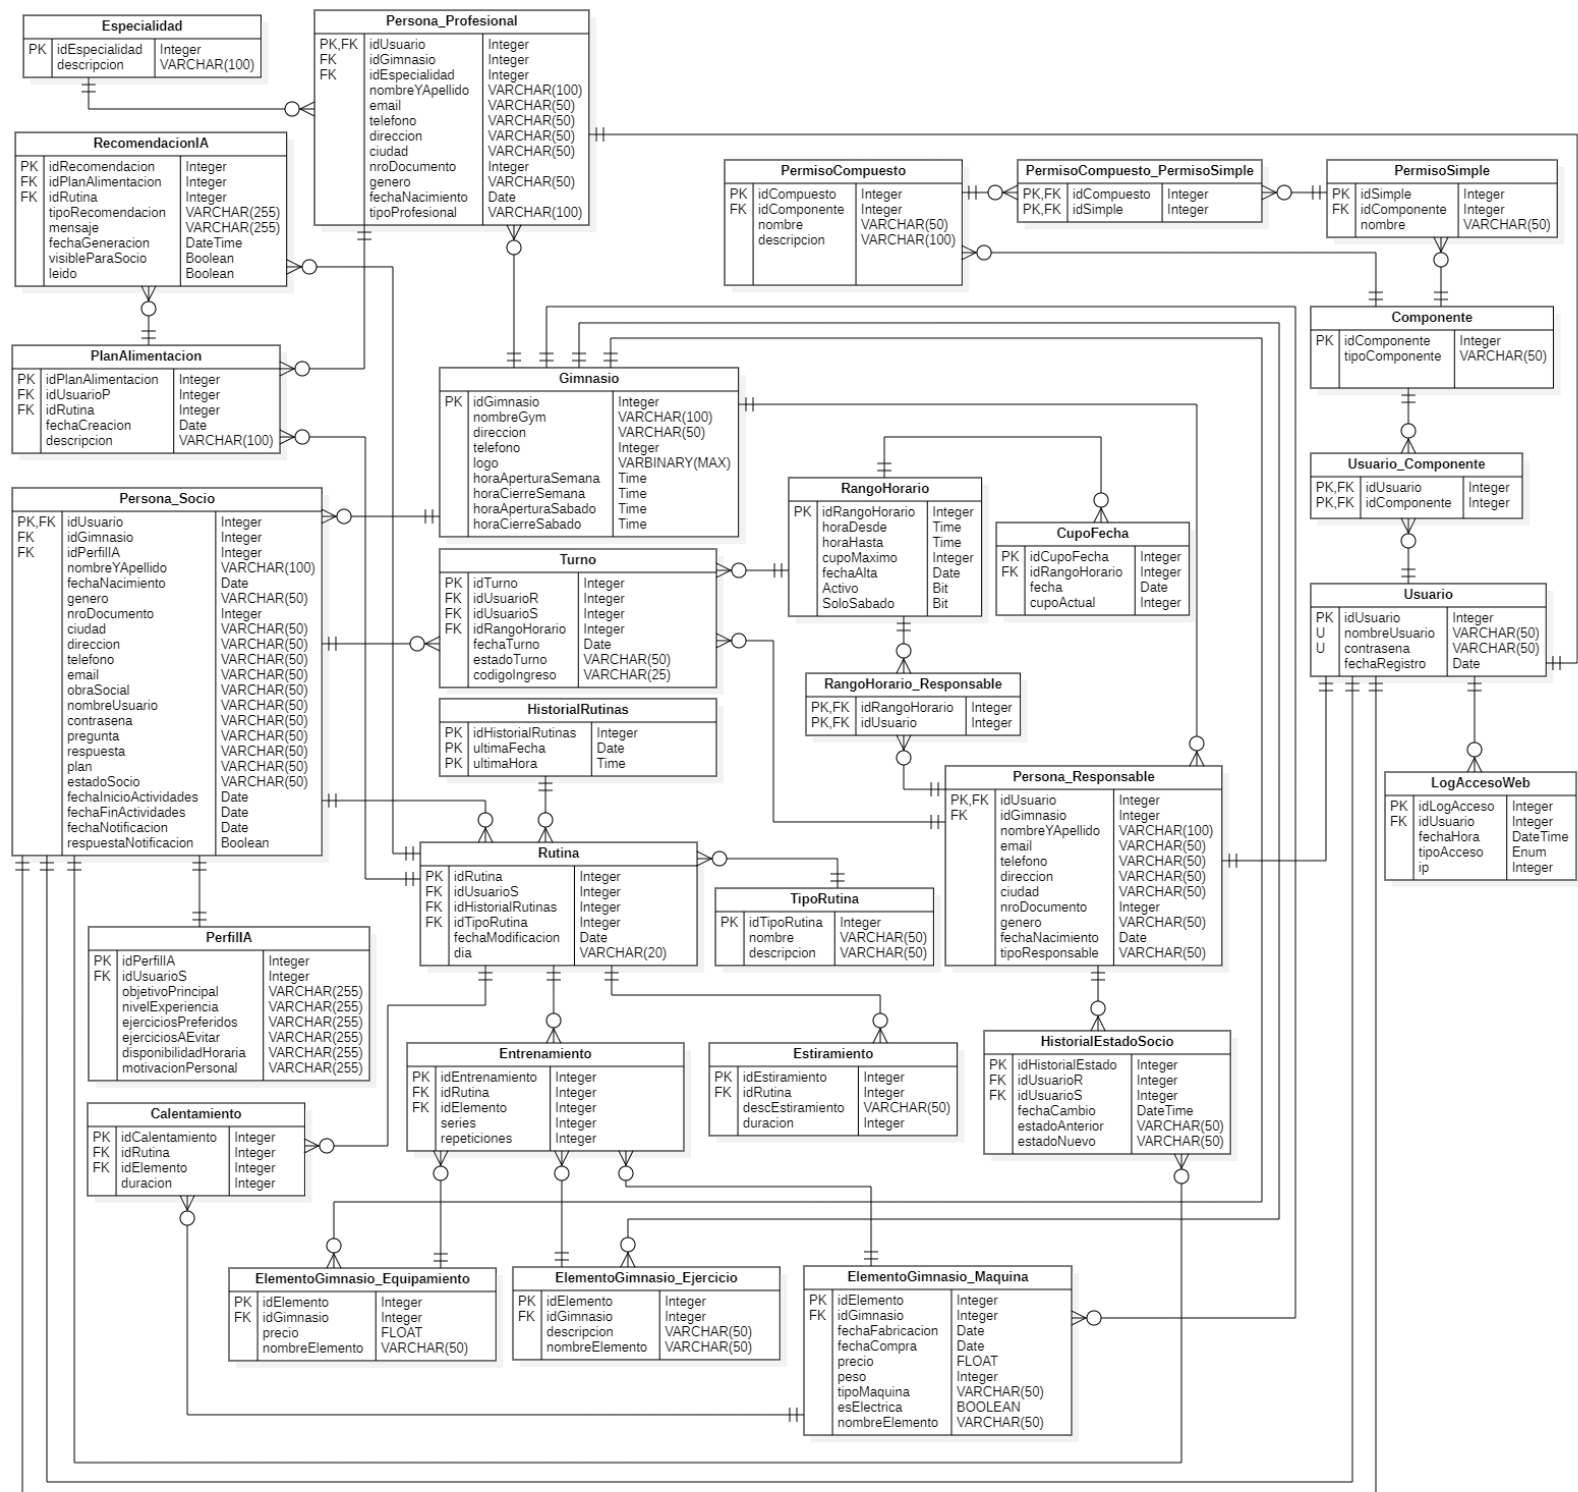 Especialidad
PK idEspecialidad Integer
descripcion VARCHAR(100)
Persona_Profesional
PK,FK idUsuario Integer
FK idGimnasio Integer
FK idEspecialidad Integer
nombreYApellido VARCHAR(100)
email VARCHAR(50)
telefono VARCHAR(50)
direccion VARCHAR(50)
ciudad VARCHAR(50)
nroDocumento Integer
genero VARCHAR(50)
fechaNacimiento Date
tipoProfesional VARCHAR(100)
RecomendacionIA
PK idRecomendacion Integer
FK idPlanAlimentacion Integer
FK idRutina Integer
tipoRecomendacion VARCHAR(255)
mensaje VARCHAR(255)
fechaGeneracion DateTime
visibleParaSocio Boolean
leido Boolean
PermisoCompuesto
PK idCompuesto Integer
FK idComponente Integer
nombre VARCHAR(50)
descripcion VARCHAR(100)
PermisoCompuesto_PermisoSimple
PK,FK idCompuesto Integer
PK,FK idSimple Integer
PermisoSimple
PK idSimple Integer
FK idComponente Integer
nombre VARCHAR(50)
Componente
PK idComponente Integer
tipoComponente VARCHAR(50)
PlanAlimentacion
PK idPlanAlimentacion Integer
FK idUsuarioP Integer
FK idRutina Integer
fechaCreacion Date
descripcion VARCHAR(100)
Gimnasio
PK idGimnasio Integer
nombreGym VARCHAR(100)
direccion VARCHAR(50)
telefono Integer
logo VARBINARY(MAX)
horaAperturaSemana Time
horaCierreSemana Time
horaAperturaSabado Time
horaCierreSabado Time
Usuario_Componente
PK,FK idUsuario Integer
PK,FK idComponente Integer
RangoHorario
PK idRangoHorario Integer
horaDesde Time
horaHasta Time
cupoMaximo Integer
fechaAlta Date
Activo Bit
SoloSabado Bit
CupoFecha
PK idCupoFecha Integer
FK idRangoHorario Integer
fecha Date
cupoActual Integer
Persona_Socio
PK,FK idUsuario Integer
FK idGimnasio Integer
FK idPerfilIA Integer
nombreYApellido VARCHAR(100)
fechaNacimiento Date
genero VARCHAR(50)
nroDocumento Integer
ciudad VARCHAR(50)
direccion VARCHAR(50)
telefono VARCHAR(50)
email VARCHAR(50)
obraSocial VARCHAR(50)
nombreUsuario VARCHAR(50)
contrasena VARCHAR(50)
pregunta VARCHAR(50)
respuesta VARCHAR(50)
plan VARCHAR(50)
estadoSocio VARCHAR(50)
fechaInicioActividades Date
fechaFinActividades Date
fechaNotificacion Date
respuestaNotificacion Boolean
Turno
PK idTurno Integer
FK idUsuarioR Integer
FK idUsuarioS Integer
FK idRangoHorario Integer
fechaTurno Date
estadoTurno VARCHAR(50)
codigoIngreso VARCHAR(25)
Usuario
PK idUsuario Integer
U nombreUsuario VARCHAR(50)
U contrasena VARCHAR(50)
fechaRegistro Date
RangoHorario_Responsable
PK,FK idRangoHorario Integer
PK,FK idUsuario Integer
HistorialRutinas
PK idHistorialRutinas Integer
PK ultimaFecha Date
PK ultimaHora Time
Persona_Responsable
PK,FK idUsuario Integer
FK idGimnasio Integer
nombreYApellido VARCHAR(100)
email VARCHAR(50)
telefono VARCHAR(50)
direccion VARCHAR(50)
ciudad VARCHAR(50)
nroDocumento Integer
genero VARCHAR(50)
fechaNacimiento Date
tipoResponsable VARCHAR(50)
LogAccesoWeb
PK idLogAcceso Integer
FK idUsuario Integer
fechaHora DateTime
tipoAcceso Enum
ip Integer
Rutina
PK idRutina Integer
FK idUsuarioS Integer
FK idHistorialRutinas Integer
FK idTipoRutina Integer
fechaModificacion Date
dia VARCHAR(20)
TipoRutina
PK idTipoRutina Integer
nombre VARCHAR(50)
descripcion VARCHAR(50)
PerfilIA
PK idPerfilIA Integer
FK idUsuarioS Integer
objetivoPrincipal VARCHAR(255)
nivelExperiencia VARCHAR(255)
ejerciciosPreferidos VARCHAR(255)
ejerciciosAEvitar VARCHAR(255)
disponibilidadHoraria VARCHAR(255)
motivacionPersonal VARCHAR(255)
Entrenamiento
PK idEntrenamiento Integer
FK idRutina Integer
FK idElemento Integer
series Integer
repeticiones Integer
Estiramiento
PK idEstiramiento Integer
FK idRutina Integer
descEstiramiento VARCHAR(50)
duracion Integer
HistorialEstadoSocio
PK idHistorialEstado Integer
FK idUsuarioR Integer
FK idUsuarioS Integer
fechaCambio DateTime
estadoAnterior VARCHAR(50)
estadoNuevo VARCHAR(50)
Calentamiento
PK idCalentamiento Integer
FK idRutina Integer
FK idElemento Integer
duracion Integer
ElementoGimnasio_Equipamiento
PK idElemento Integer
FK idGimnasio Integer
precio FLOAT
nombreElemento VARCHAR(50)
ElementoGimnasio_Ejercicio
PK idElemento Integer
FK idGimnasio Integer
descripcion VARCHAR(50)
nombreElemento VARCHAR(50)
ElementoGimnasio_Maquina
PK idElemento Integer
FK idGimnasio Integer
fechaFabricacion Date
fechaCompra Date
precio FLOAT
peso Integer
tipoMaquina VARCHAR(50)
esElectrica BOOLEAN
nombreElemento VARCHAR(50)